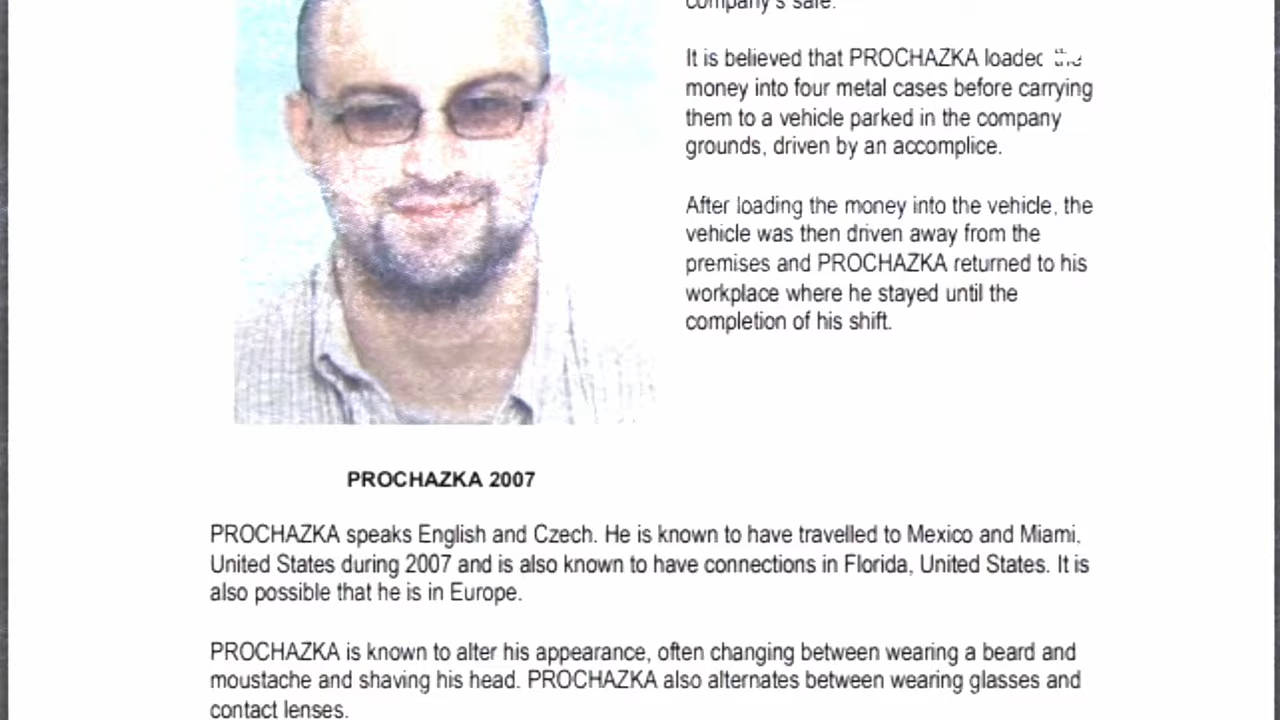 company's safe.
It is believed that PROCHAZKA loaded the
money into four metal cases before carrying
them to a vehicle parked in the company
grounds, driven by an accomplice.
After loading the money into the vehicle, the
vehicle was then driven away from the
premises and PROCHAZKA returned to his
workplace where he stayed until the
completion of his shift.
PROCHAZKA 2007
PROCHAZKA speaks English and Czech. He is known to have travelled to Mexico and Miami,
United States during 2007 and is also known to have connections in Florida, United States. It is
also possible that he is in Europe.
PROCHAZKA is known to alter his appearance, often changing between wearing a beard and
moustache and shaving his head. PROCHAZKA also alternates between wearing glasses and
contact lenses.